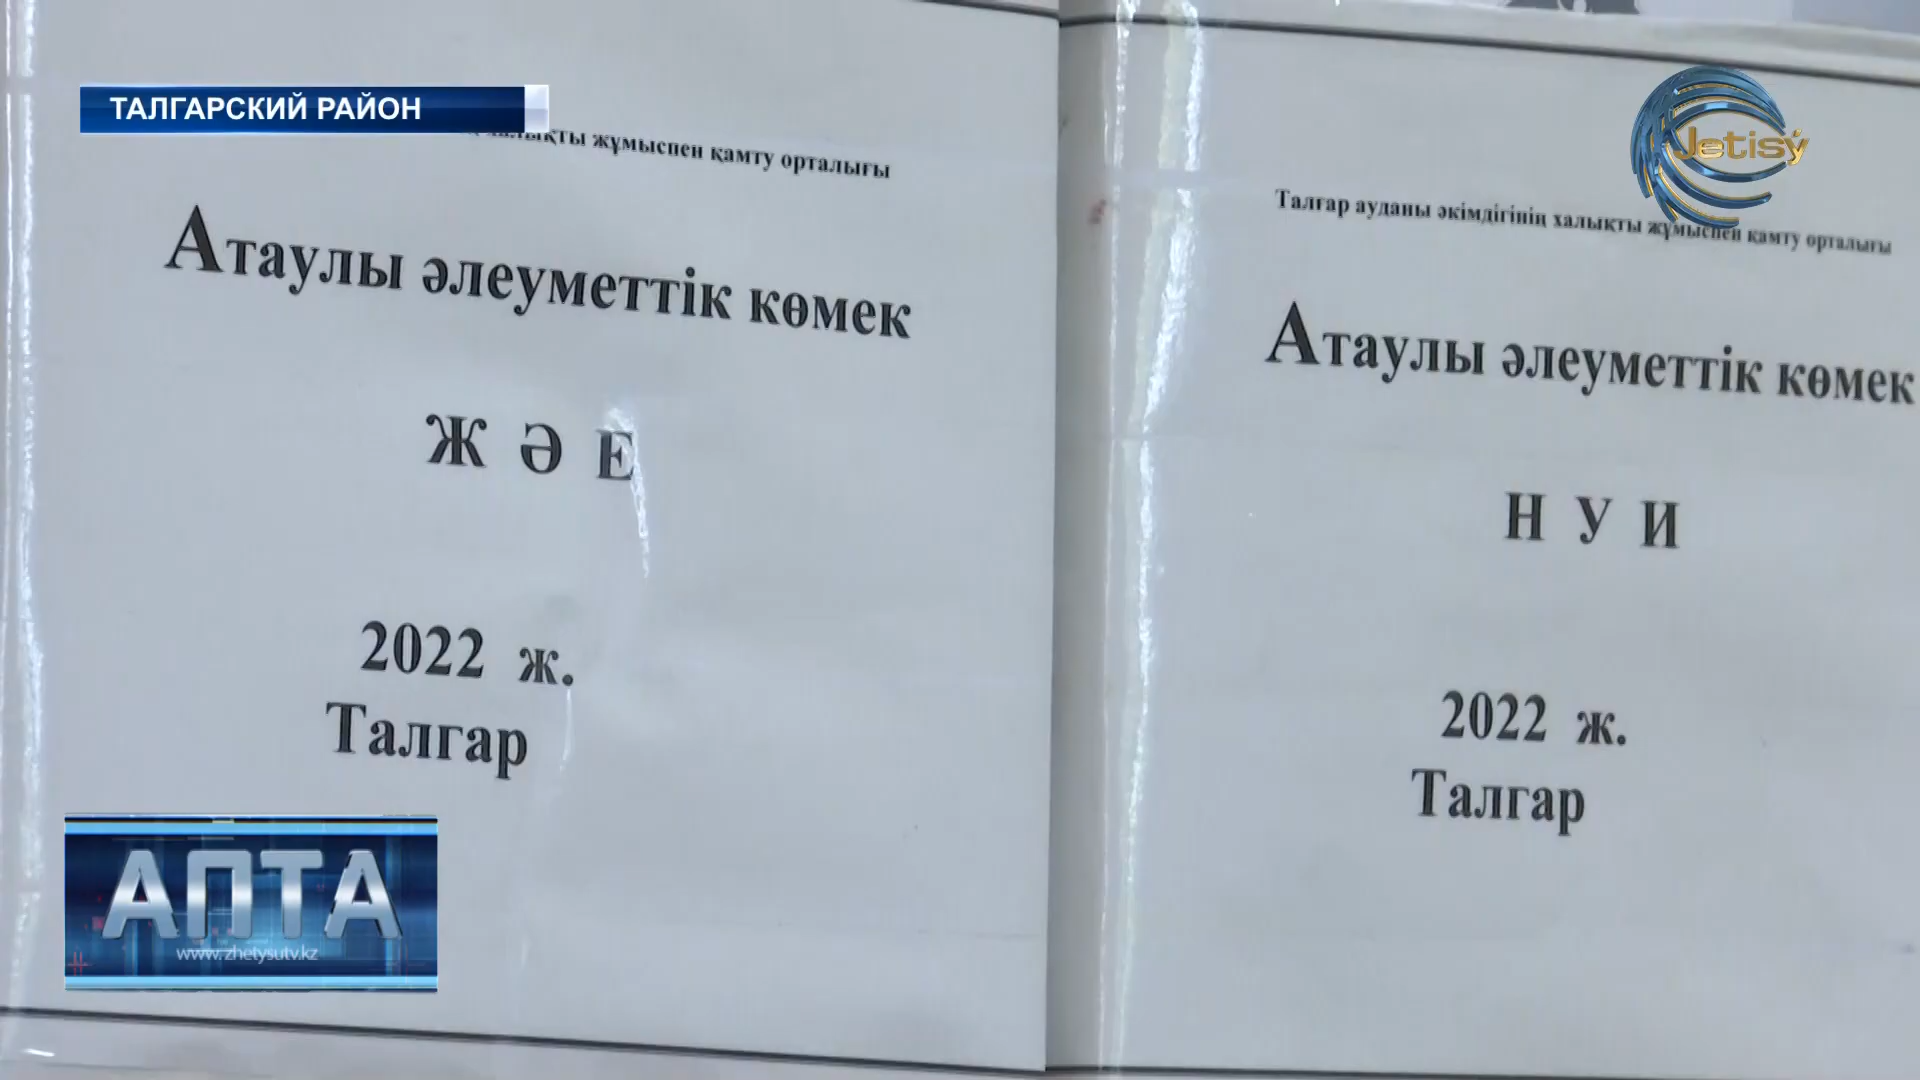 ТАЛГАРСКИЙ РАЙОН
Jetisý
халықты жұмыспен қамту орталығы
Атаулы әлеуметтік көмек
Ж Ә Е
2022 ж.
Талгар
Талғар ауданы әкімдігінің халықты жұмыспен қамту орталығы
Атаулы әлеуметтік көмек
Н У И
2022 ж.
Талгар
АПТА
www.zhetysutv.kz